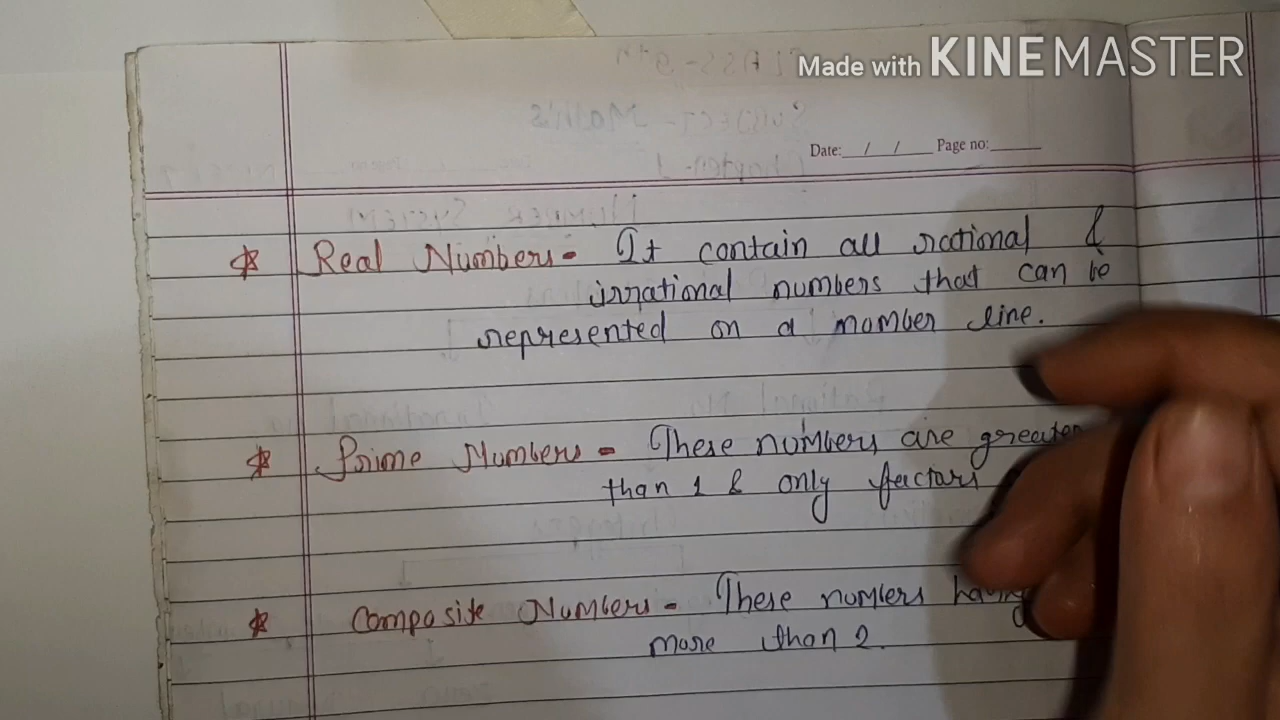 Made with KINEMASTER
Date: / / Page no:
☆ Real Numbers - It contain all rational &
irrational numbers that can be
represented on a number line.
☆ Prime Numbers - These numbers are greater
than 1 & only factors
☆ Composite Numbers - These numbers having
more than 2.